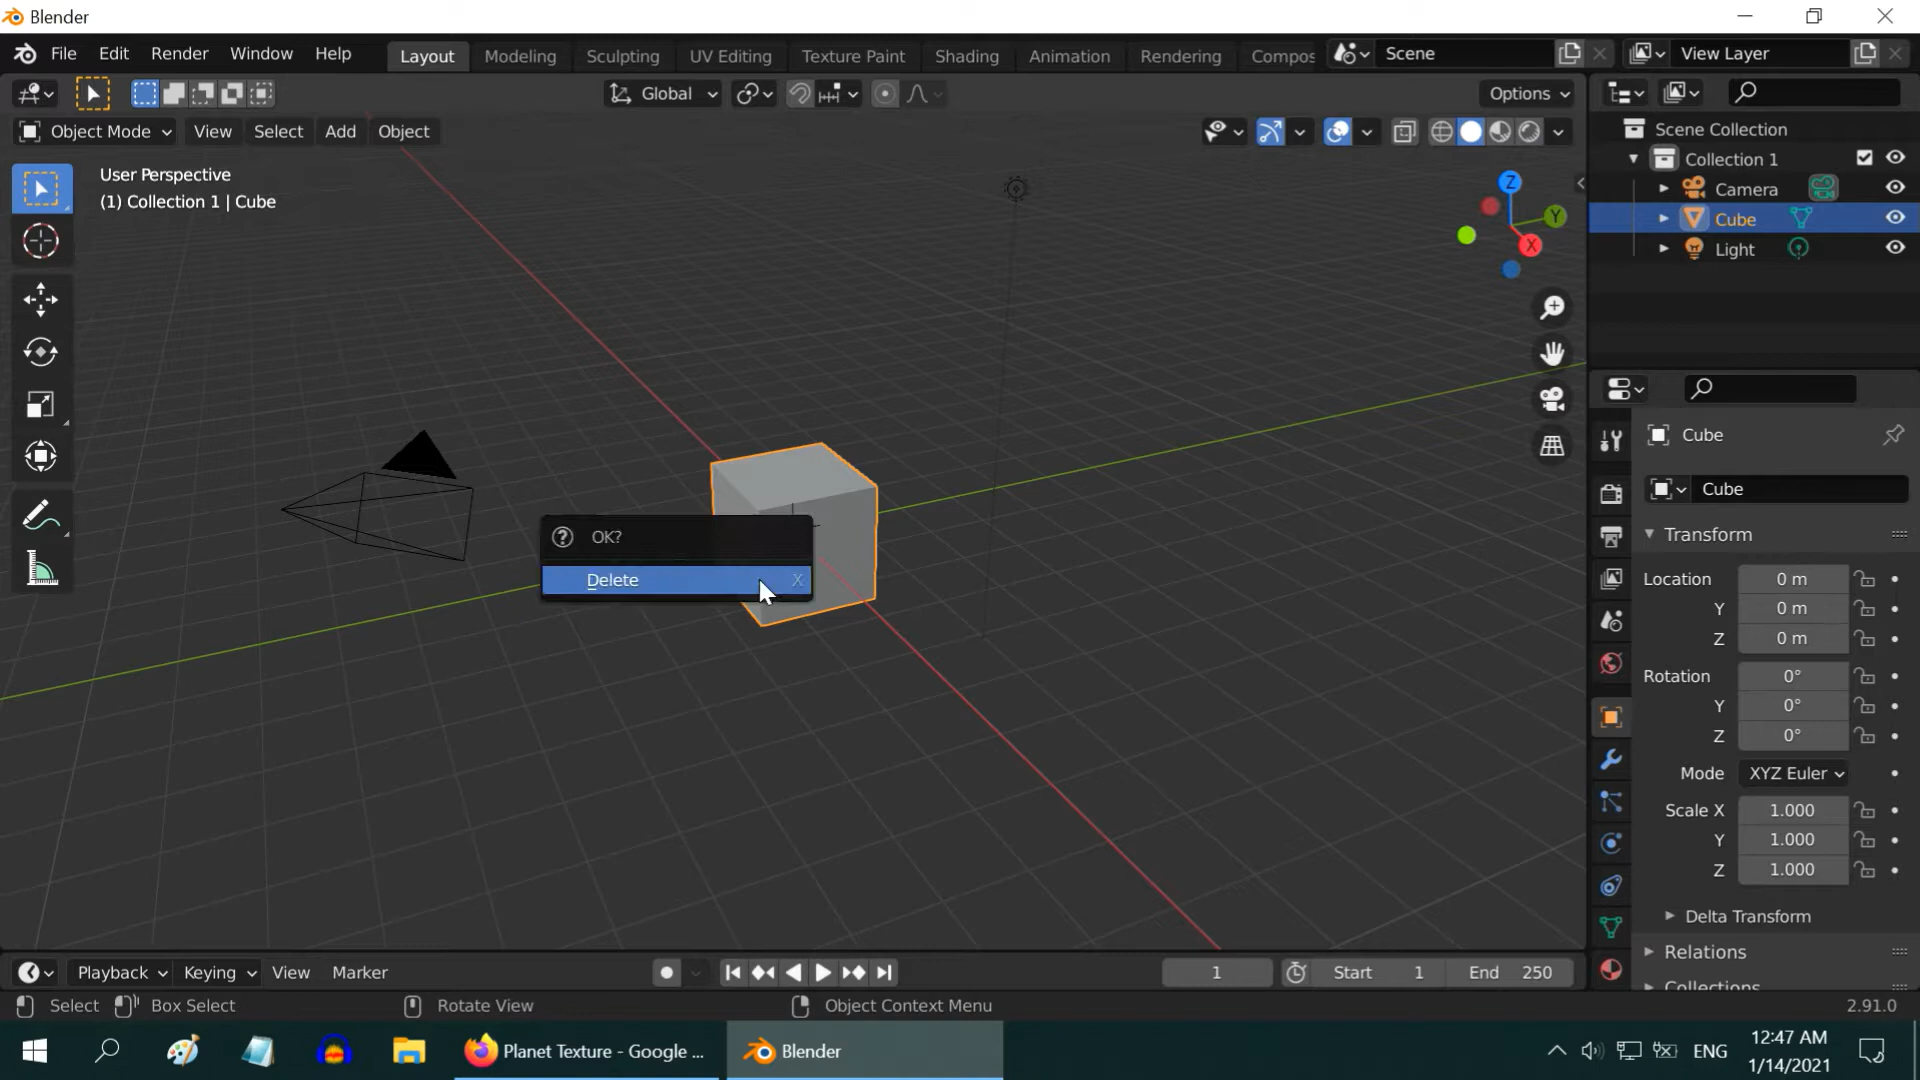 Blender
File Edit Render Window Help Layout Modeling Sculpting UV Editing Texture Paint Shading Animation Rendering Compos Scene View Layer
Global Options
Object Mode View Select Add Object
User Perspective
(1) Collection 1 | Cube
Z
Y
X
Scene Collection
Collection 1
Camera
Cube
Light
OK?
Delete X
Cube
Cube
Transform
Location 0 m
Y 0 m
Z 0 m
Rotation 0°
Y 0°
Z 0°
Mode XYZ Euler
Scale X 1.000
Y 1.000
Z 1.000
Delta Transform
Relations
Collections
Playback Keying View Marker 1 Start 1 End 250
Select Box Select Rotate View Object Context Menu 2.91.0
Planet Texture - Google ... Blender ENG
12:47 AM
1/14/2021